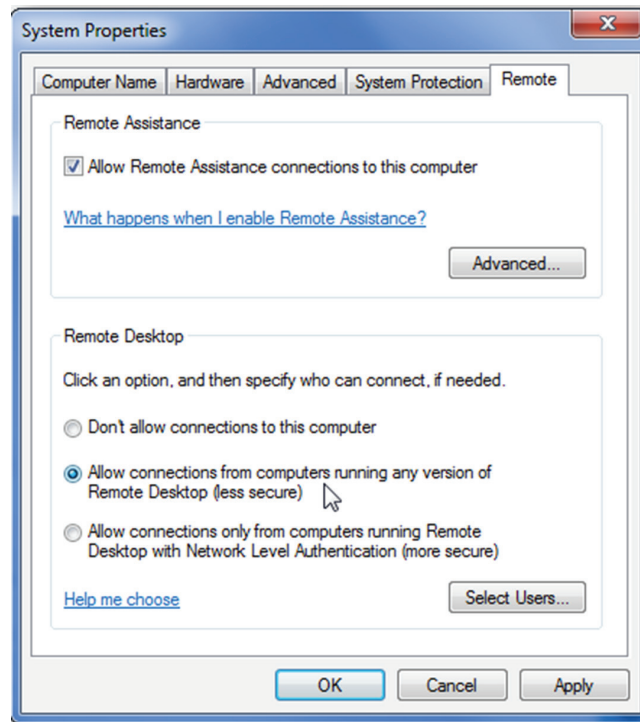 System Properties
Computer Name Hardware Advanced System Protection Remote
Remote Assistance
Allow Remote Assistance connections to this computer
What happens when I enable Remote Assistance?
Advanced...
Remote Desktop
Click an option, and then specify who can connect, if needed.
Don't allow connections to this computer
Allow connections from computers running any version of
Remote Desktop (less secure)
Allow connections only from computers running Remote
Desktop with Network Level Authentication (more secure)
Help me choose
Select Users...
OK Cancel Apply